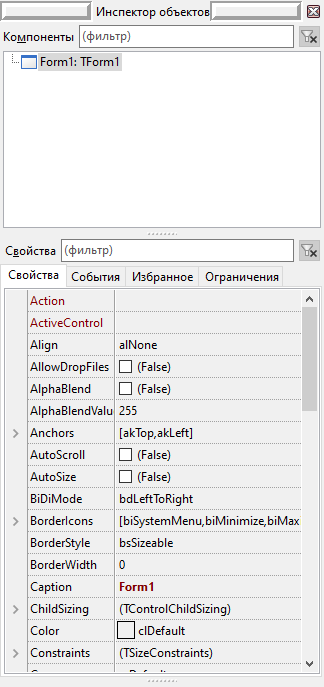 Инспектор объектов
Компоненты (фильтр)
Form1: TForm1
Свойства (фильтр)
Свойства События Избранное Ограничения
Action
ActiveControl
Align alNone
AllowDropFiles (False)
AlphaBlend (False)
AlphaBlendValu 255
Anchors [akTop,akLeft]
AutoScroll (False)
AutoSize (False)
BiDiMode bdLeftToRight
BorderIcons [biSystemMenu,biMinimize,biMax
BorderStyle bsSizeable
BorderWidth 0
Caption Form1
ChildSizing (TControlChildSizing)
Color clDefault
Constraints (TSizeConstraints)